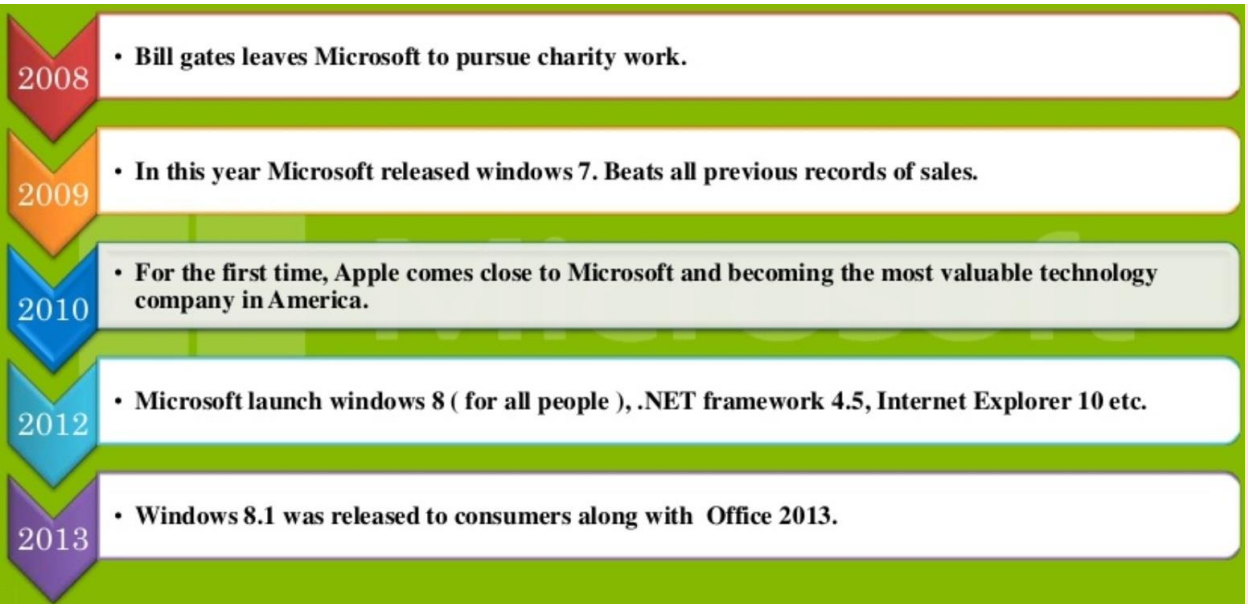 2008
• Bill gates leaves Microsoft to pursue charity work.
2009
• In this year Microsoft released windows 7. Beats all previous records of sales.
2010
• For the first time, Apple comes close to Microsoft and becoming the most valuable technology
company in America.
2012
• Microsoft launch windows 8 ( for all people ), .NET framework 4.5, Internet Explorer 10 etc.
2013
• Windows 8.1 was released to consumers along with Office 2013.
Microsoft